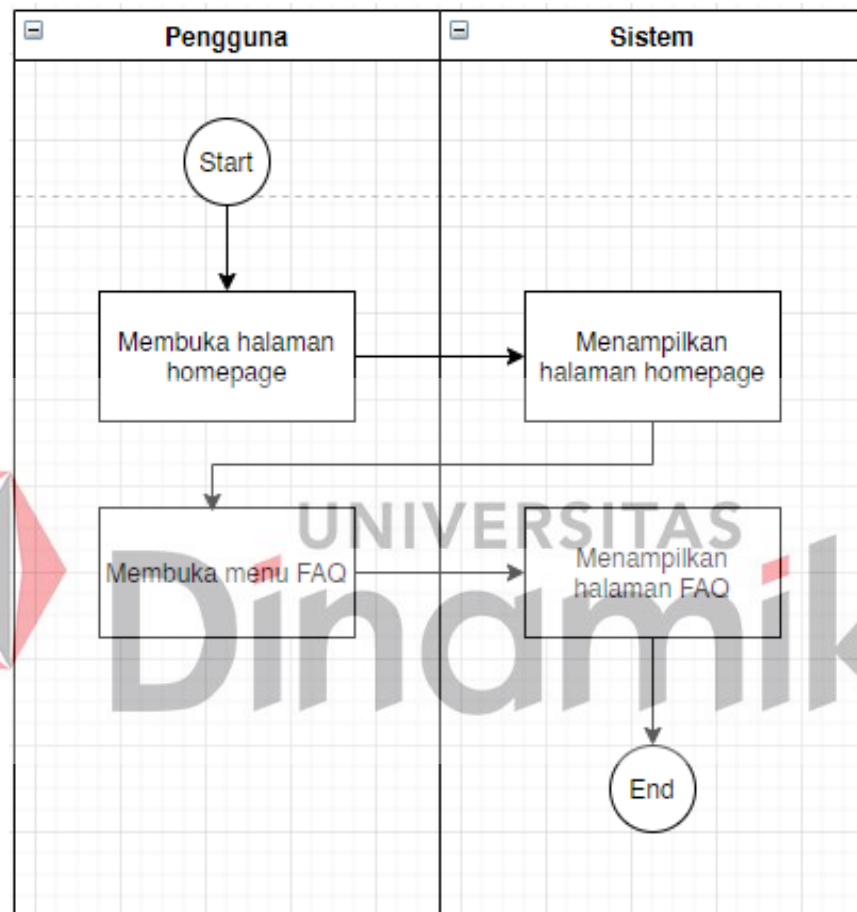 Pengguna
Sistem
Start
Membuka halaman
homepage
Menampilkan
halaman homepage
UNIVERSITAS
Dinamik
Membuka menu FAQ
Menampilkan
halaman FAQ
End